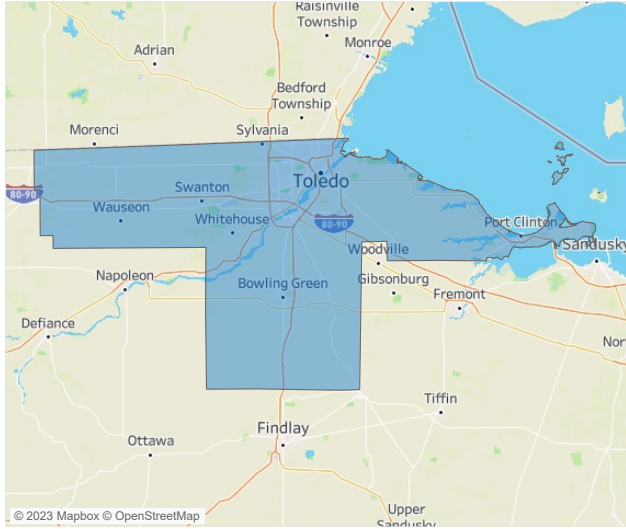 Raisinville
Township
Adrian
Monroe
Bedford
Township
Morenci
Sylvania
Toledo
80-90
Swanton
Wauseon
Whitehouse
80-90
Port Clinton
Sandusky
Woodville
Napoleon
Bowling Green
Gibsonburg
Fremont
Defiance
Nor
Tiffin
Findlay
Ottawa
Upper
Sandusky
© 2023 Mapbox © OpenStreetMap